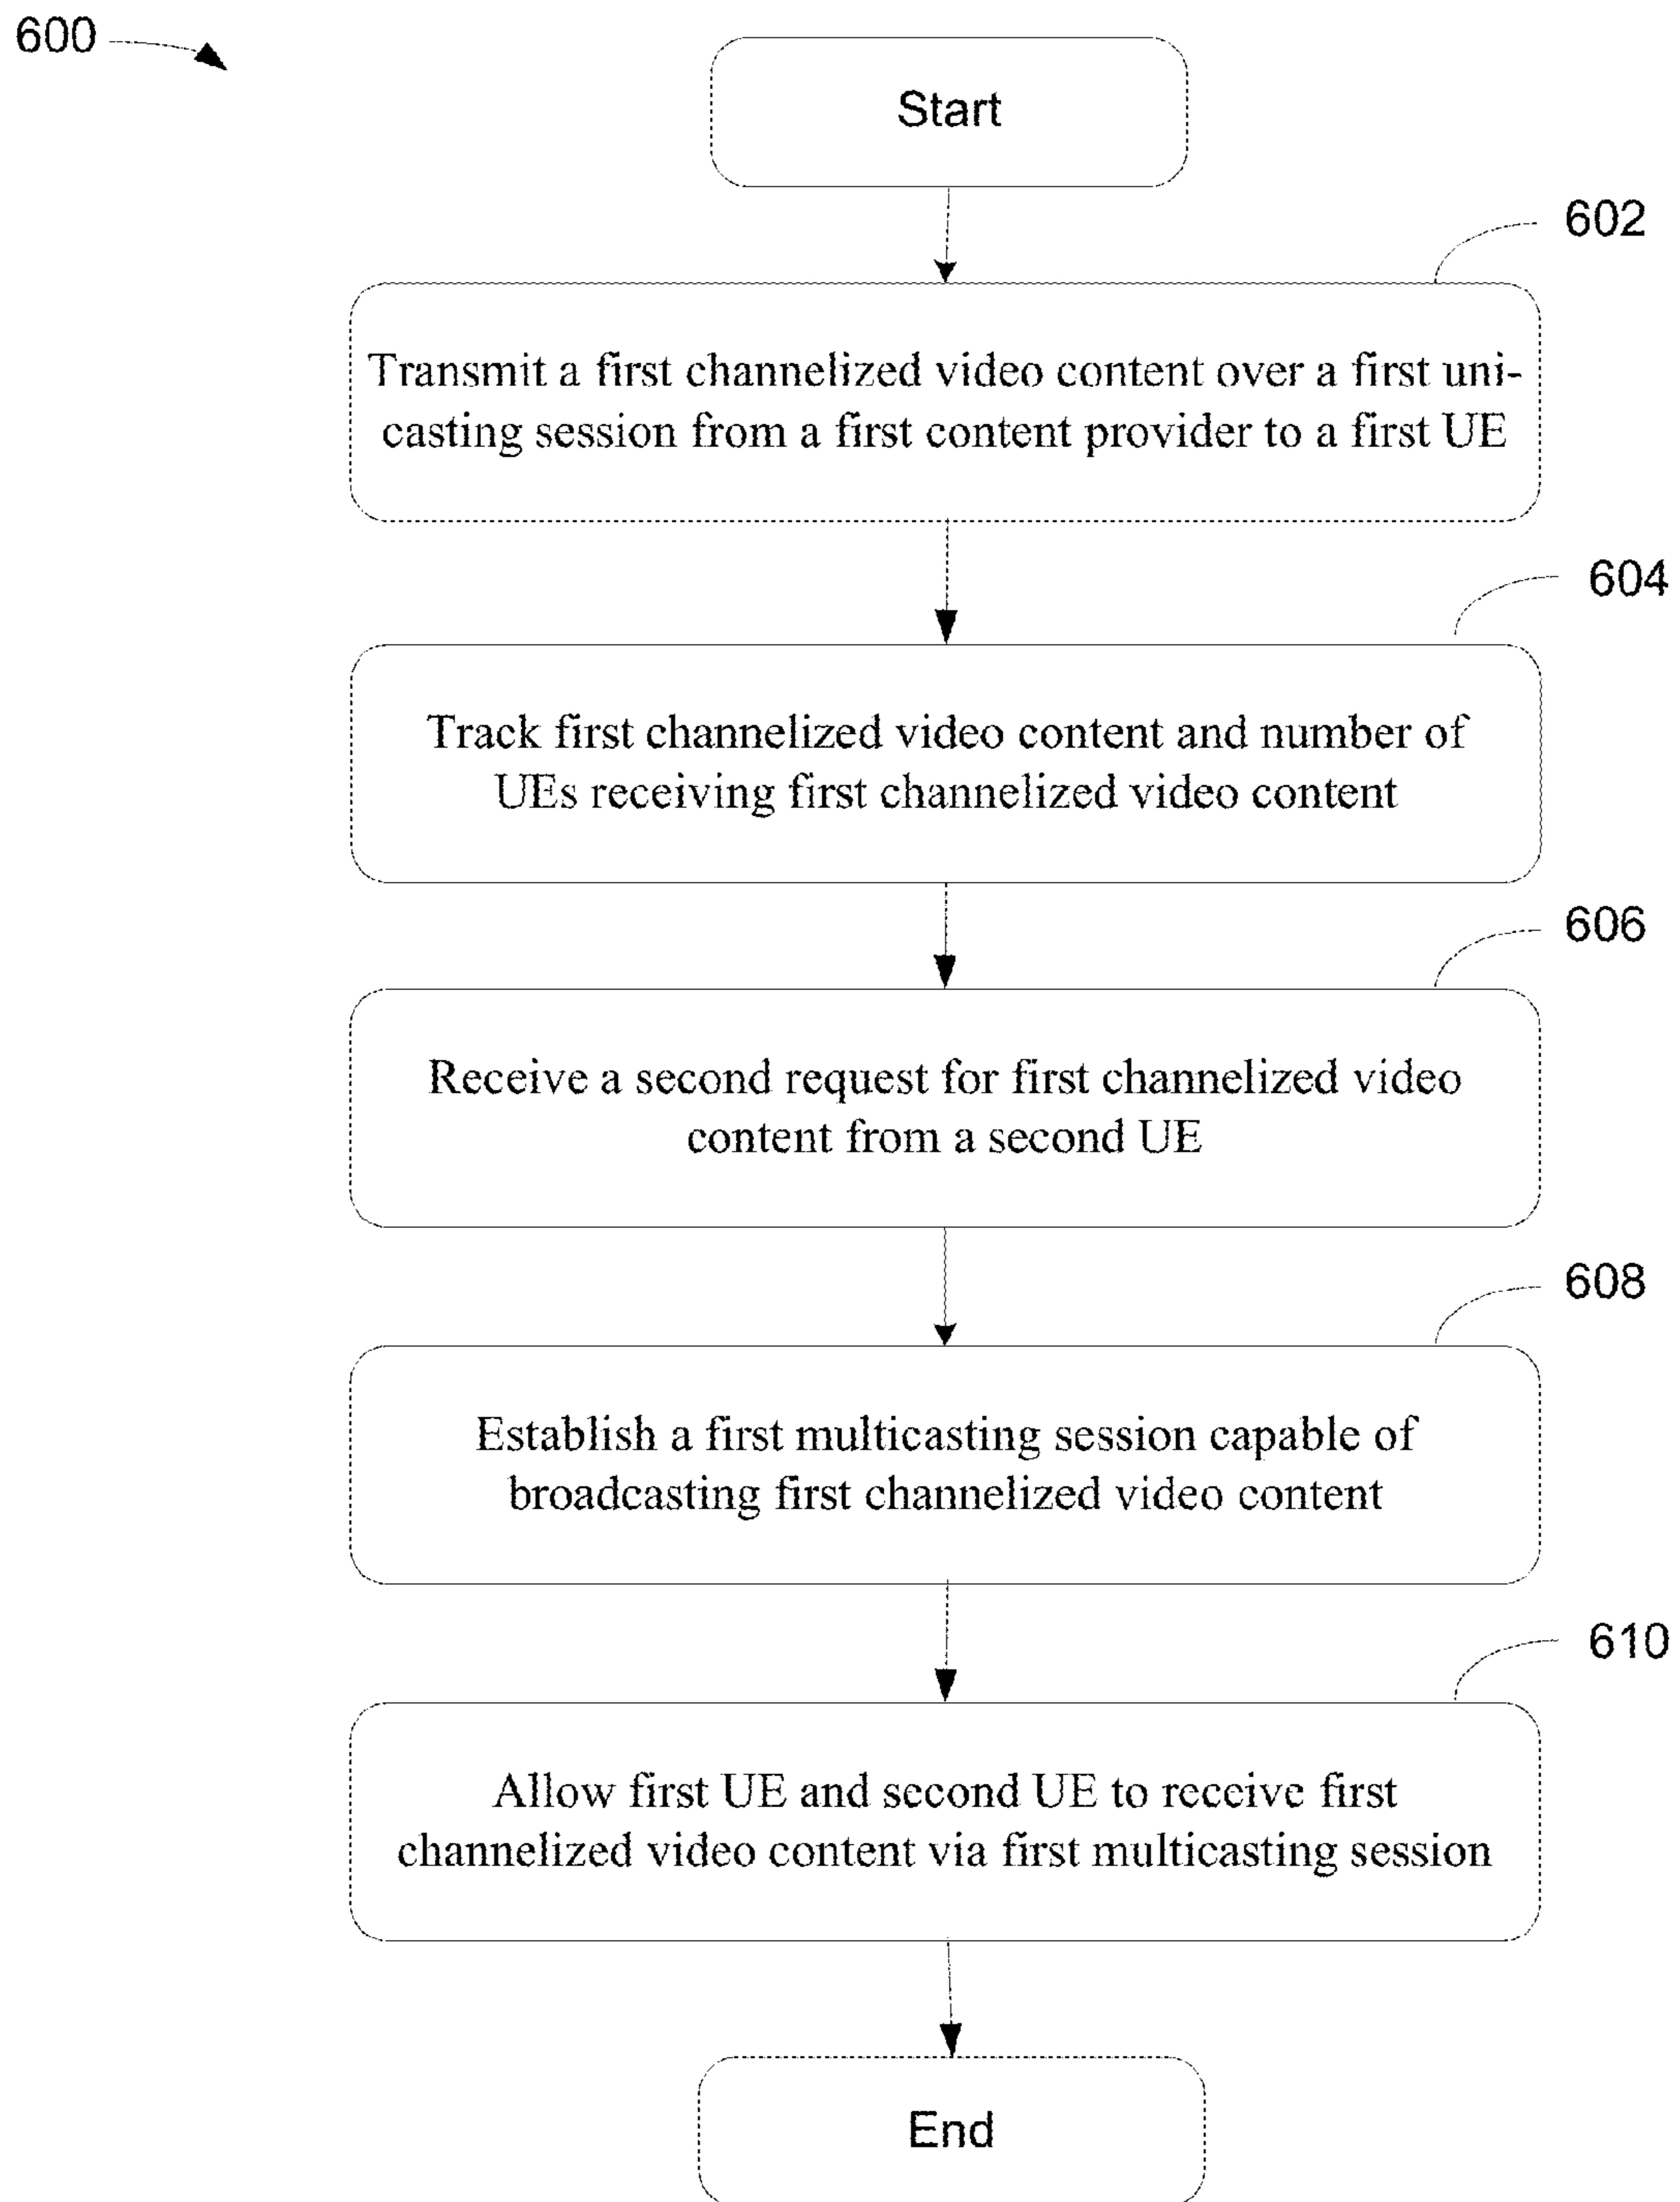 600
Start
602
Transmit a first channelized video content over a first uni-
casting session from a first content provider to a first UE
604
Track first channelized video content and number of
UEs receiving first channelized video content
606
Receive a second request for first channelized video
content from a second UE
608
Establish a first multicasting session capable of
broadcasting first channelized video content
610
Allow first UE and second UE to receive first
channelized video content via first multicasting session
End